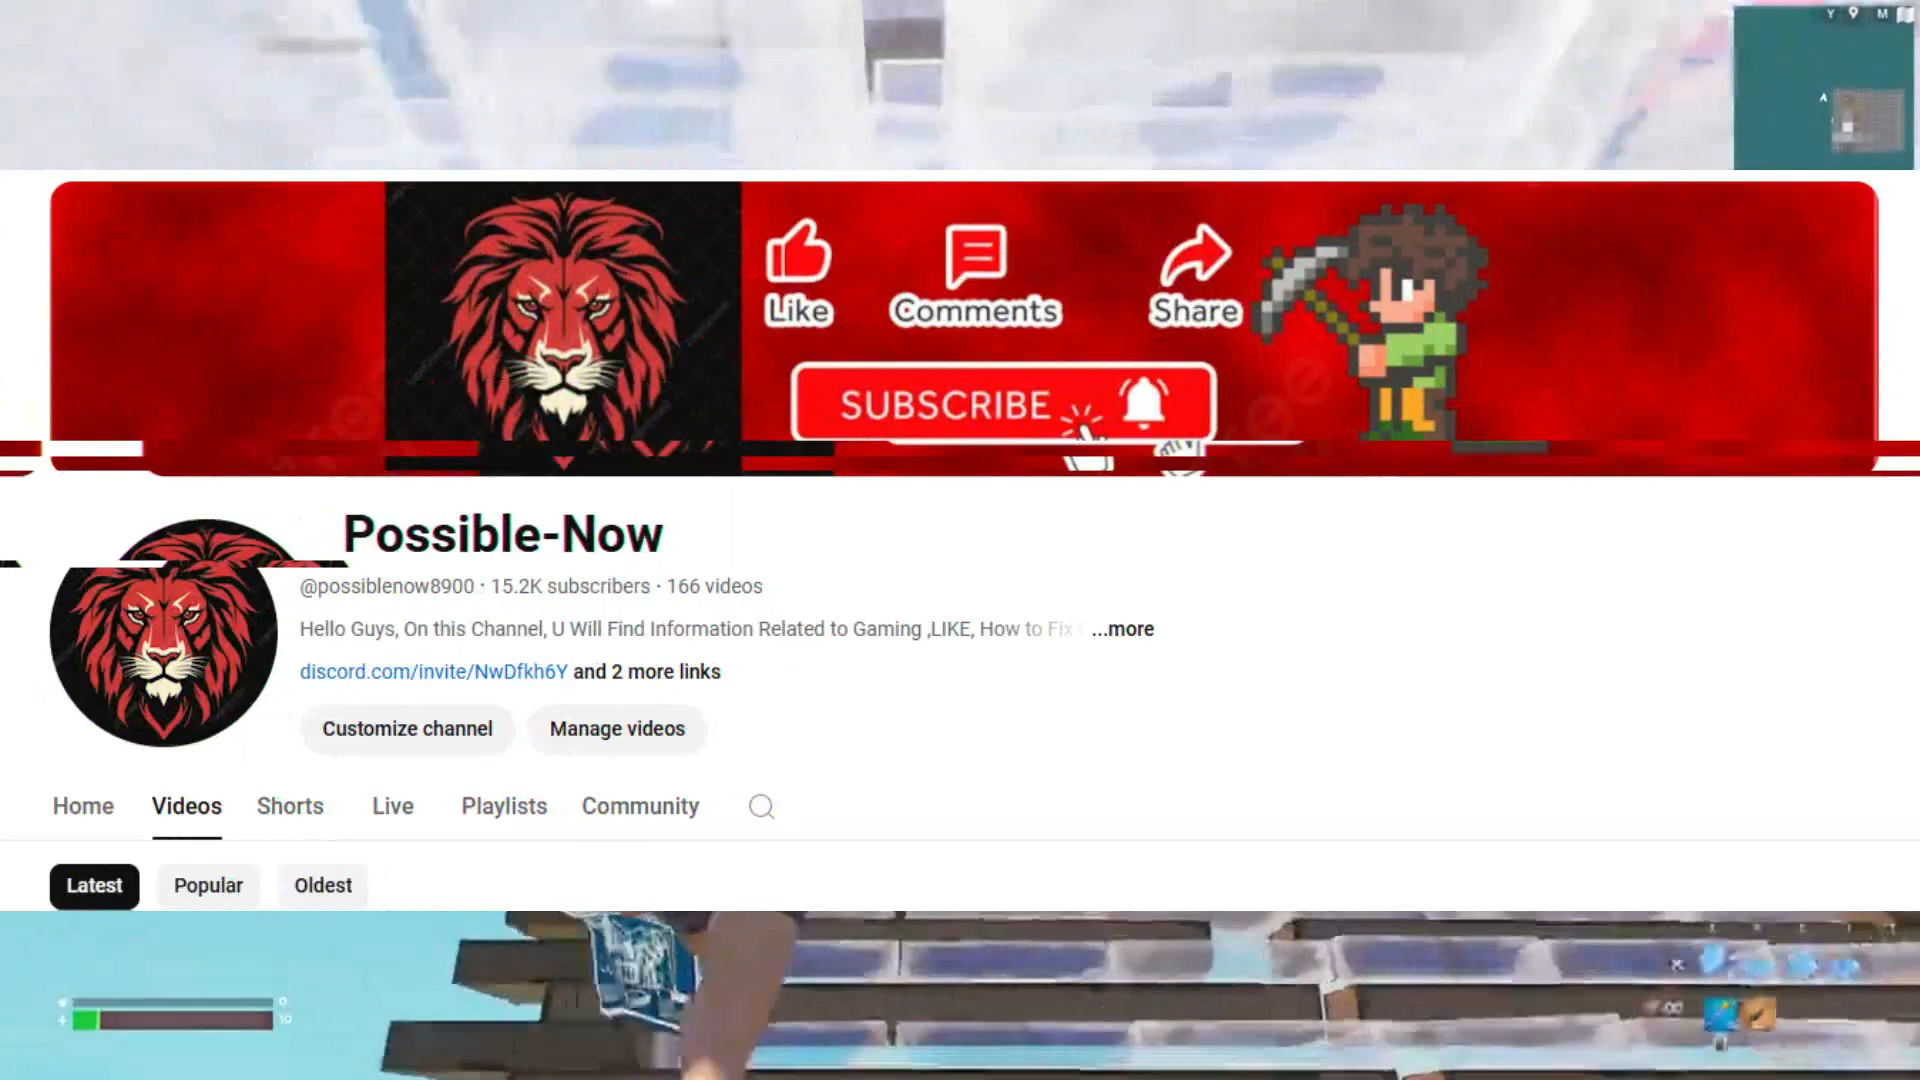 Y M
A
Like Comments Share
SUBSCRIBE
Possible-Now
@possiblenow8900 · 15.2K subscribers · 166 videos
Hello Guys, On this Channel, U Will Find Information Related to Gaming ,LIKE, How to Fix ...more
discord.com/invite/NwDfkh6Y and 2 more links
Customize channel Manage videos
Home Videos Shorts Live Playlists Community
Latest Popular Oldest
0
10